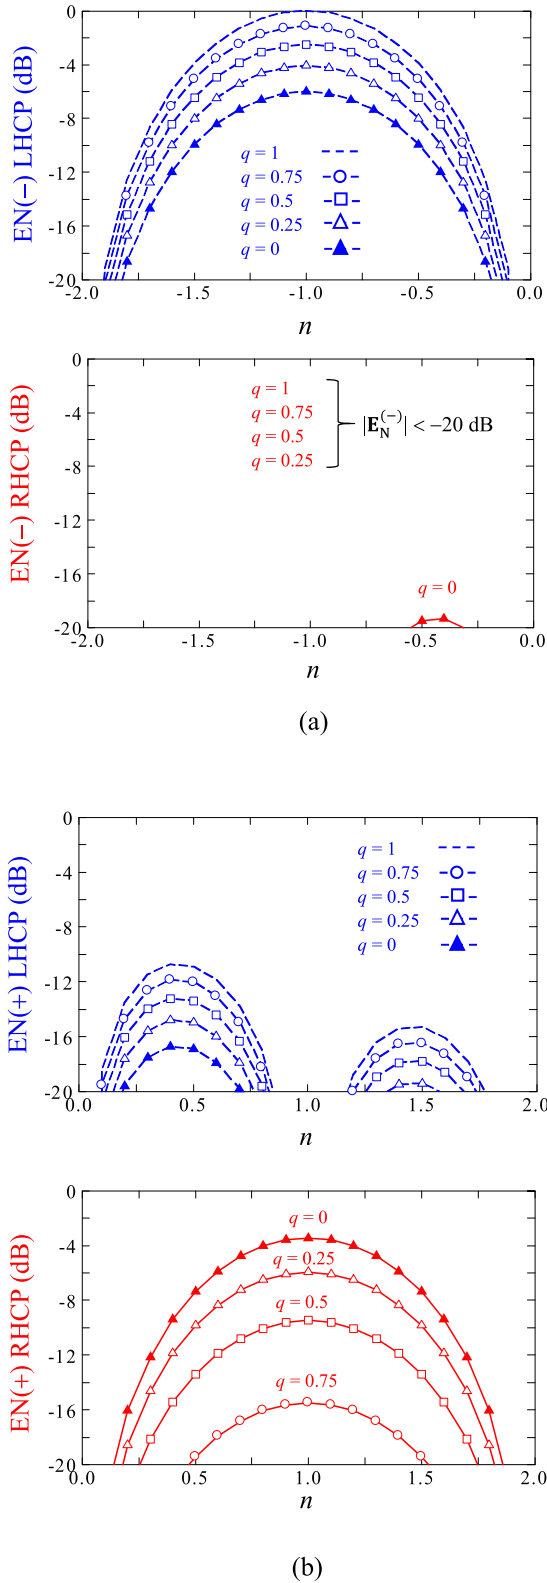 EN(−) LHCP (dB)
0
-4
-8
-12
-16
-20
q = 1
q = 0.75
q = 0.5
q = 0.25
q = 0
-2.0 -1.5 -1.0 -0.5 0.0
n
EN(−) RHCP (dB)
0
-4
-8
-12
-16
-20
q = 1
q = 0.75
q = 0.5
q = 0.25
|E_N^(−)| < −20 dB
q = 0
-2.0 -1.5 -1.0 -0.5 0.0
n
(a)
EN(+) LHCP (dB)
0
-4
-8
-12
-16
-20
q = 1
q = 0.75
q = 0.5
q = 0.25
q = 0
0.0 0.5 1.0 1.5 2.0
n
EN(+) RHCP (dB)
0
-4
-8
-12
-16
-20
q = 0
q = 0.25
q = 0.5
q = 0.75
0.0 0.5 1.0 1.5 2.0
n
(b)